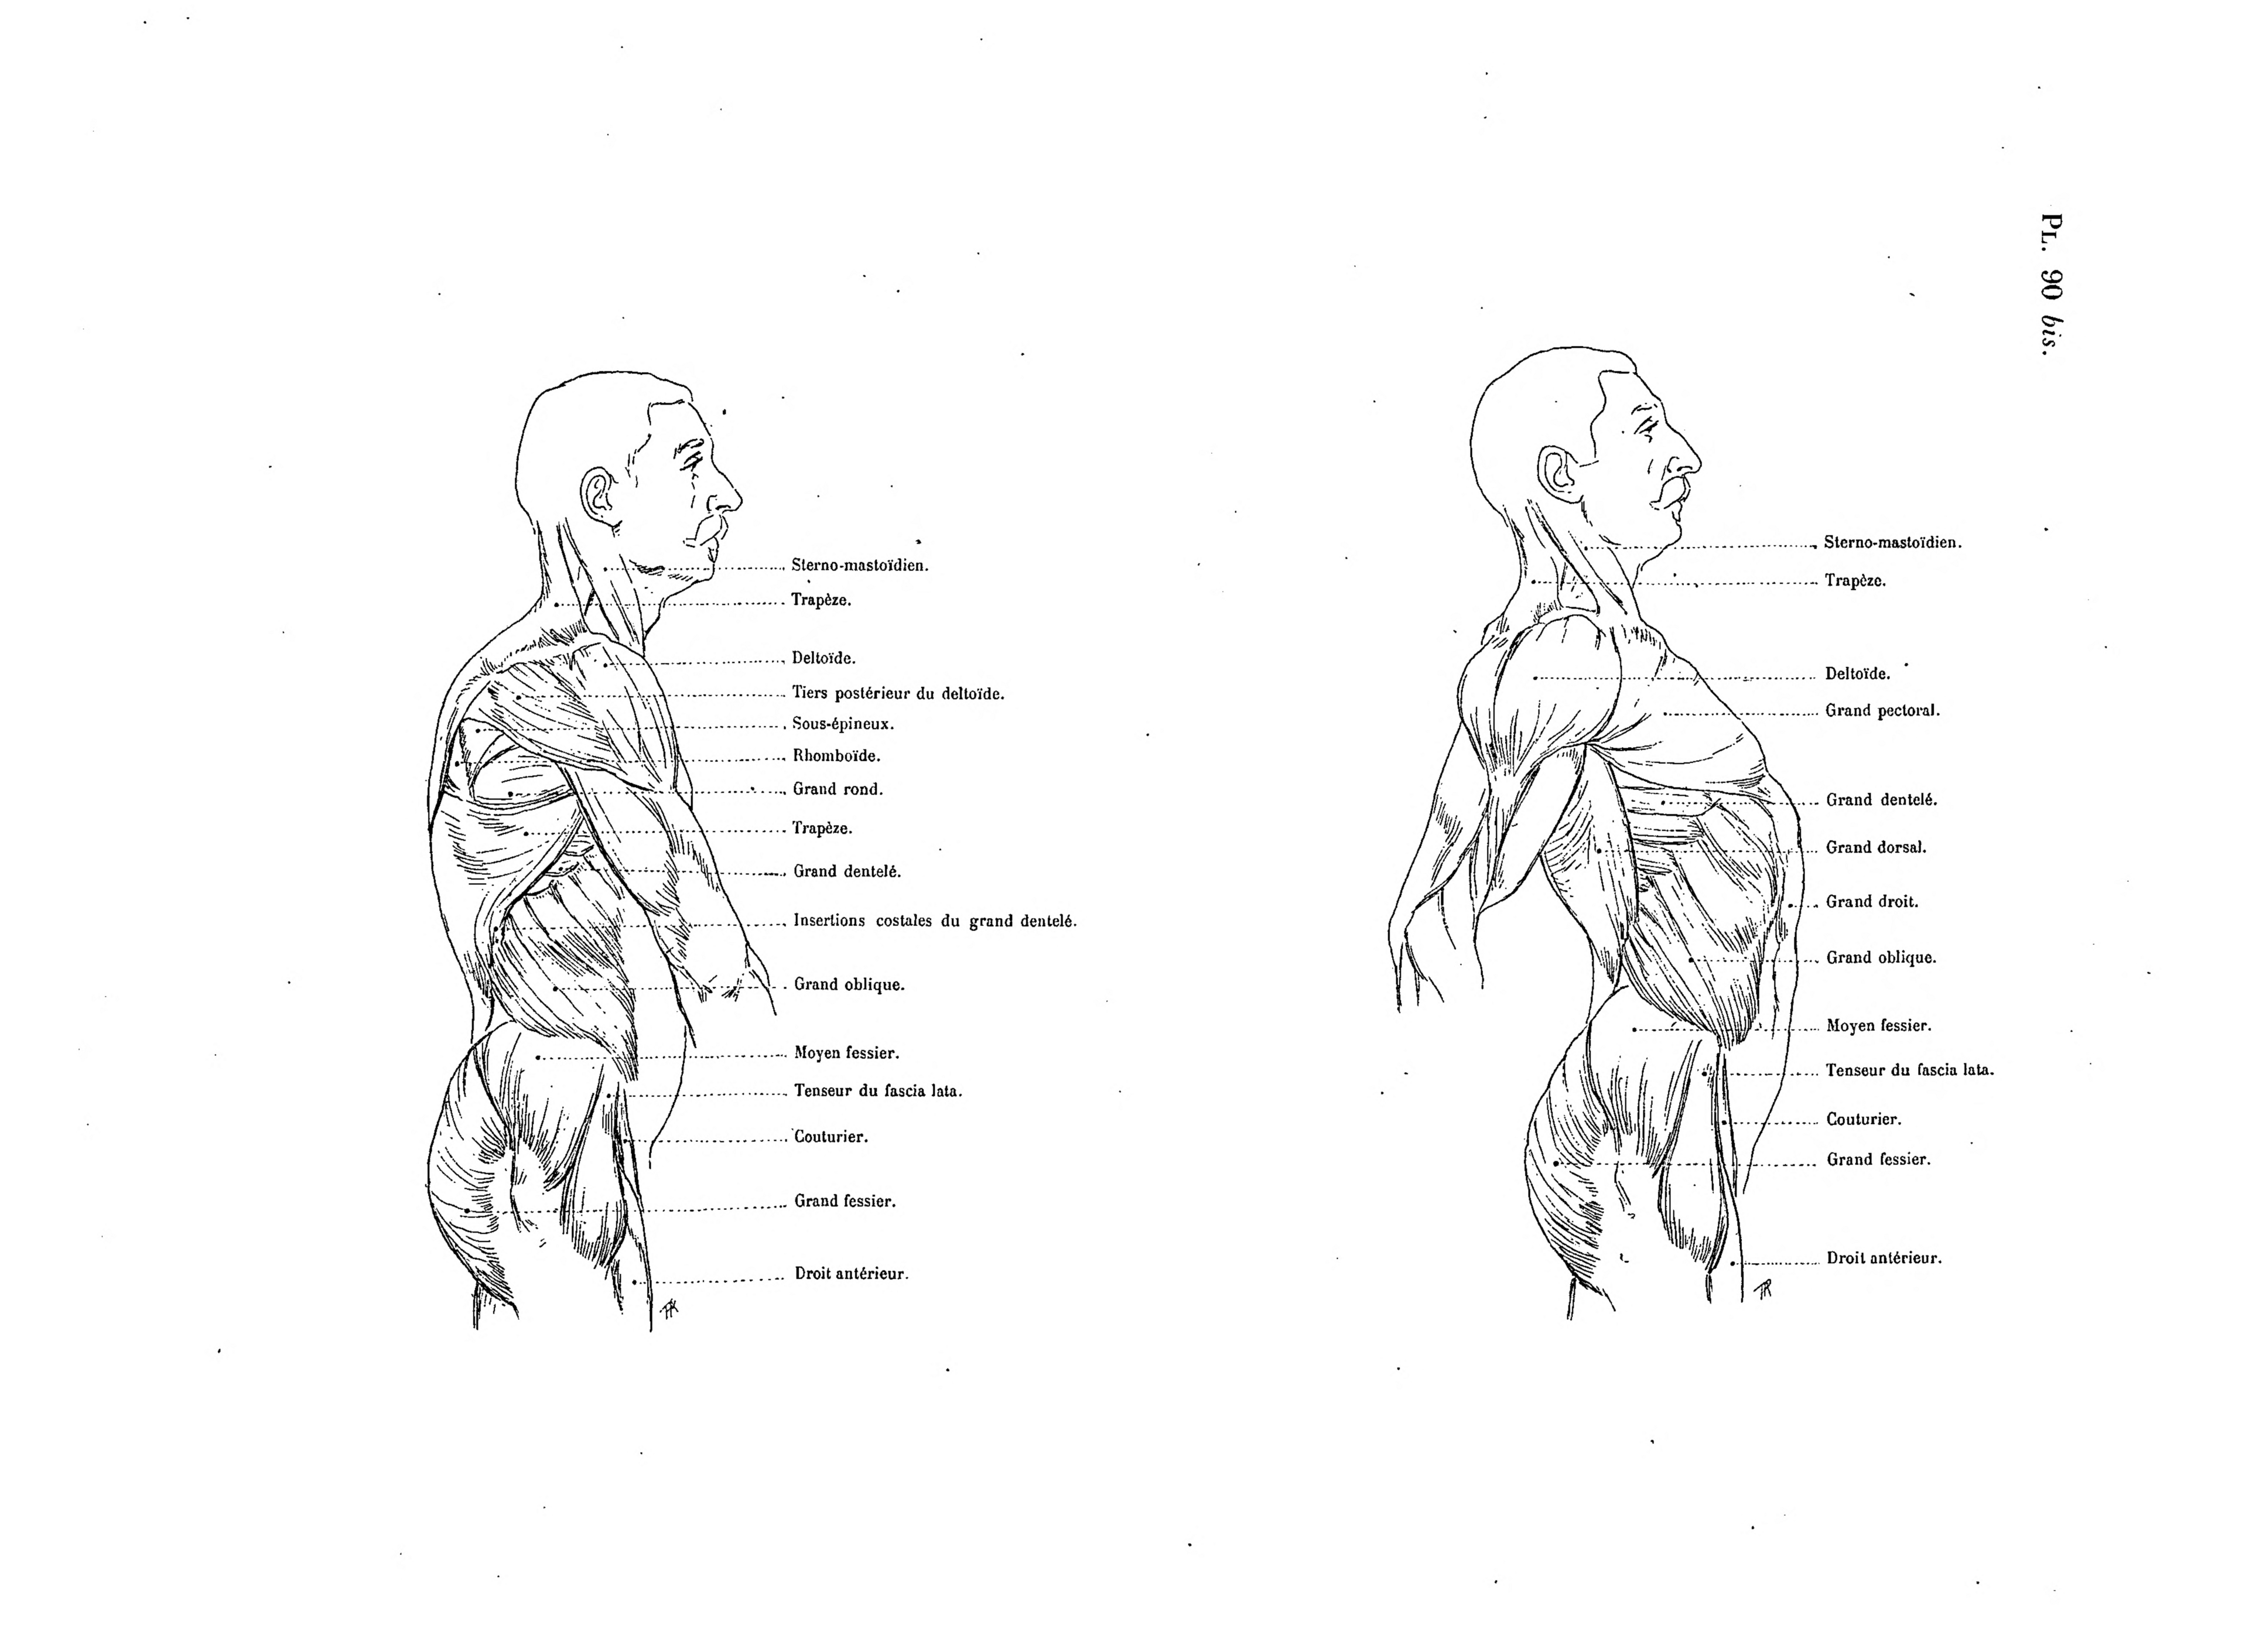 PL. 90 bis.
Sterno-mastoïdien.
Trapèze.
Deltoïde.
Tiers postérieur du deltoïde.
Sous-épineux.
Rhomboïde.
Grand rond.
Trapèze.
Grand dentelé.
Insertions costales du grand dentelé.
Grand oblique.
Moyen fessier.
Tenseur du fascia lata.
Couturier.
Grand fessier.
Droit antérieur.
Sterno-mastoïdien.
Trapèze.
Deltoïde.
Grand pectoral.
Grand dentelé.
Grand dorsal.
Grand droit.
Grand oblique.
Moyen fessier.
Tenseur du fascia lata.
Couturier.
Grand fessier.
Droit antérieur.